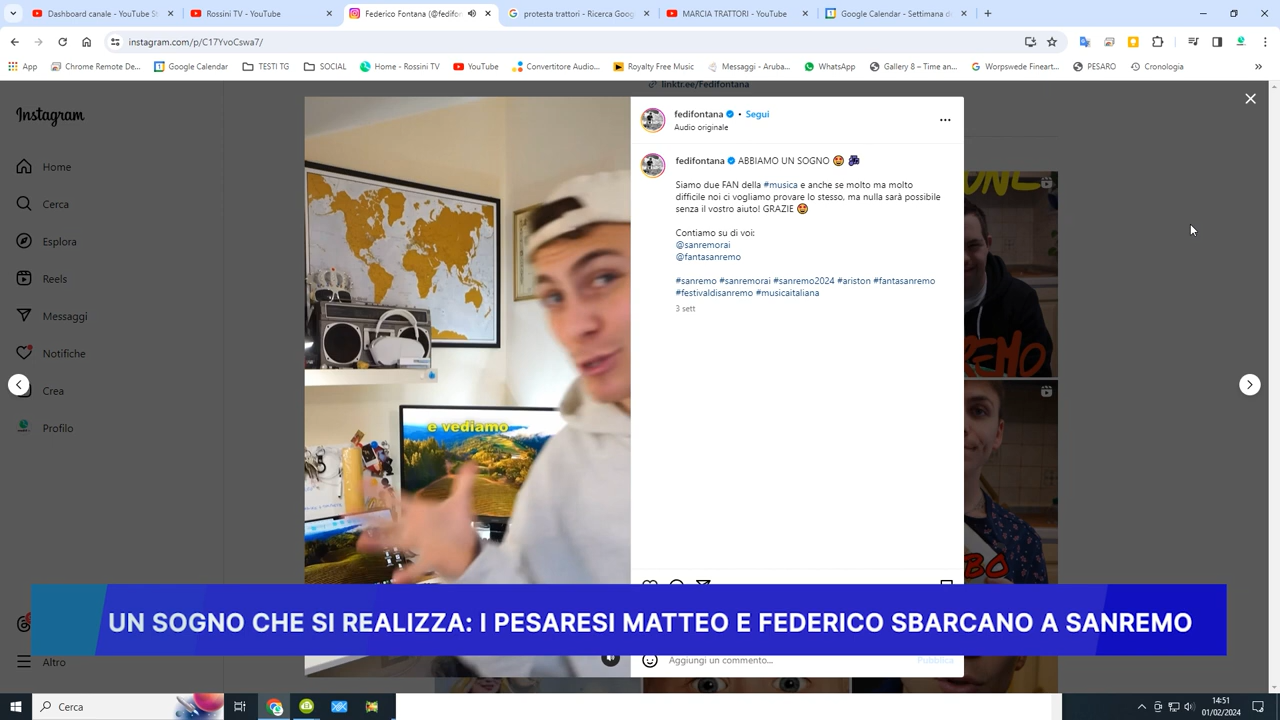 Dashboard canali - YouTube St
Rossini TV - YouTube
Federico Fontana (@fedifon
protesta trattori - Ricerca Goog
MARCIA TRATTORI - YouTube
Google Calendar - Settimana d
instagram.com/p/C17YvoCswa7/
App
Chrome Remote De...
Google Calendar
TESTI TG
SOCIAL
Home - Rossini TV
YouTube
Convertitore Audio...
Royalty Free Music
Messaggi - Aruba...
WhatsApp
Gallery 8 – Time an...
Worpswede Fineart...
PESARO
Cronologia
linktr.ee/Fedifontana
Instagram
Home
Cerca
Esplora
Reels
Messaggi
Notifiche
Crea
Profilo
Altro
e vediamo
fedifontana • Segui
Audio originale
fedifontana ABBIAMO UN SOGNO
Siamo due FAN della #musica e anche se molto ma molto
difficile noi ci vogliamo provare lo stesso, ma nulla sarà possibile
senza il vostro aiuto! GRAZIE
Contiamo su di voi:
@sanremorai
@fantasanremo
#sanremo #sanremorai #sanremo2024 #ariston #fantasanremo
#festivaldisanremo #musicaitaliana
3 sett
UN SOGNO CHE SI REALIZZA: I PESARESI MATTEO E FEDERICO SBARCANO A SANREMO
Aggiungi un commento...
Pubblica
Cerca
14:51
01/02/2024